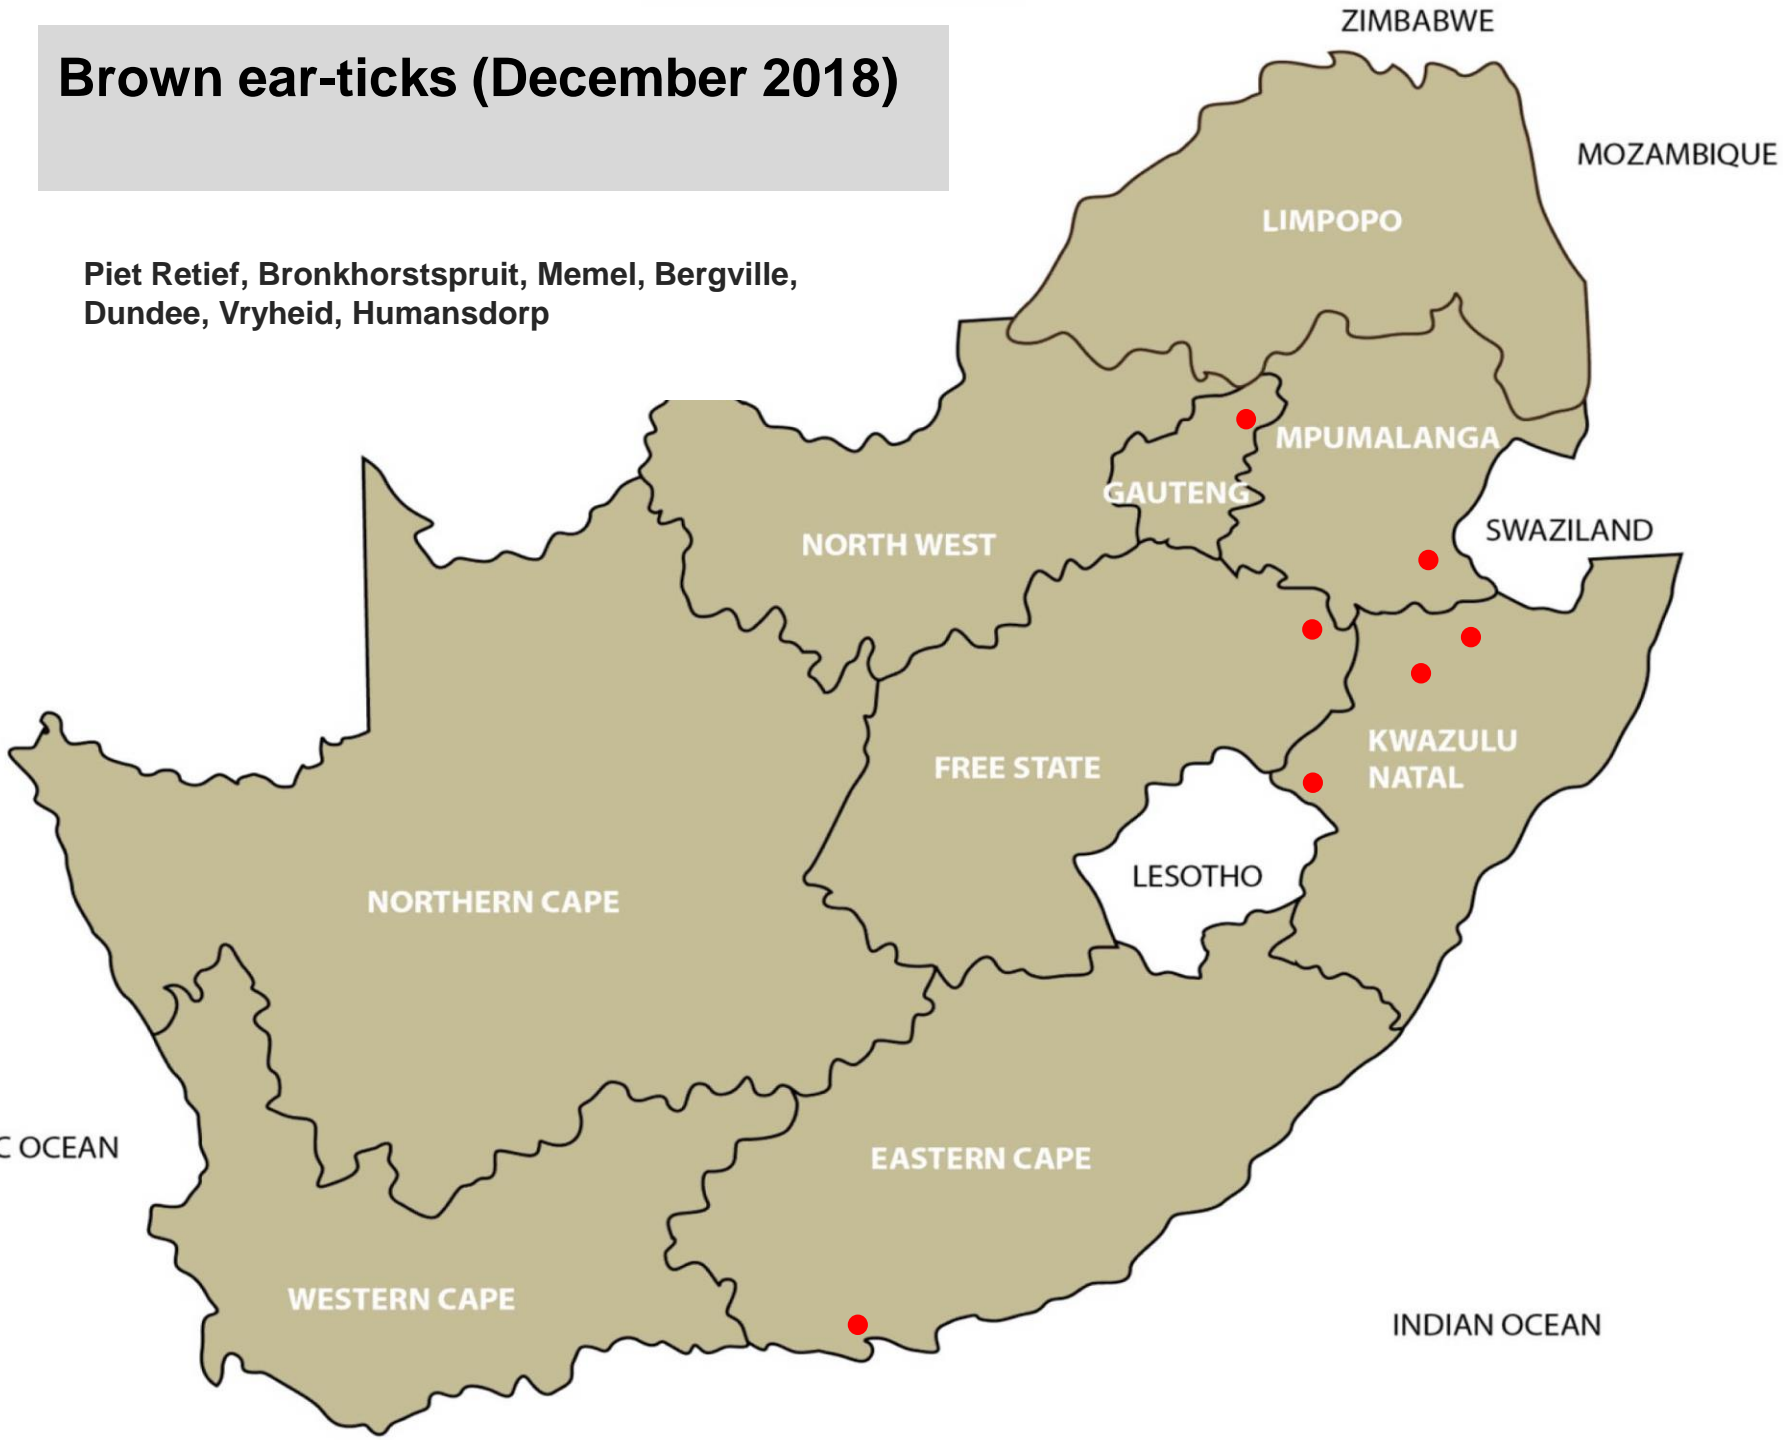 Brown ear-ticks (December 2018)
Piet Retief, Bronkhorstspruit, Memel, Bergville,
Dundee, Vryheid, Humansdorp
ZIMBABWE
MOZAMBIQUE
LIMPOPO
MPUMALANGA
GAUTENG
NORTH WEST
SWAZILAND
FREE STATE
KWAZULU
NATAL
LESOTHO
NORTHERN CAPE
C OCEAN
EASTERN CAPE
WESTERN CAPE
INDIAN OCEAN